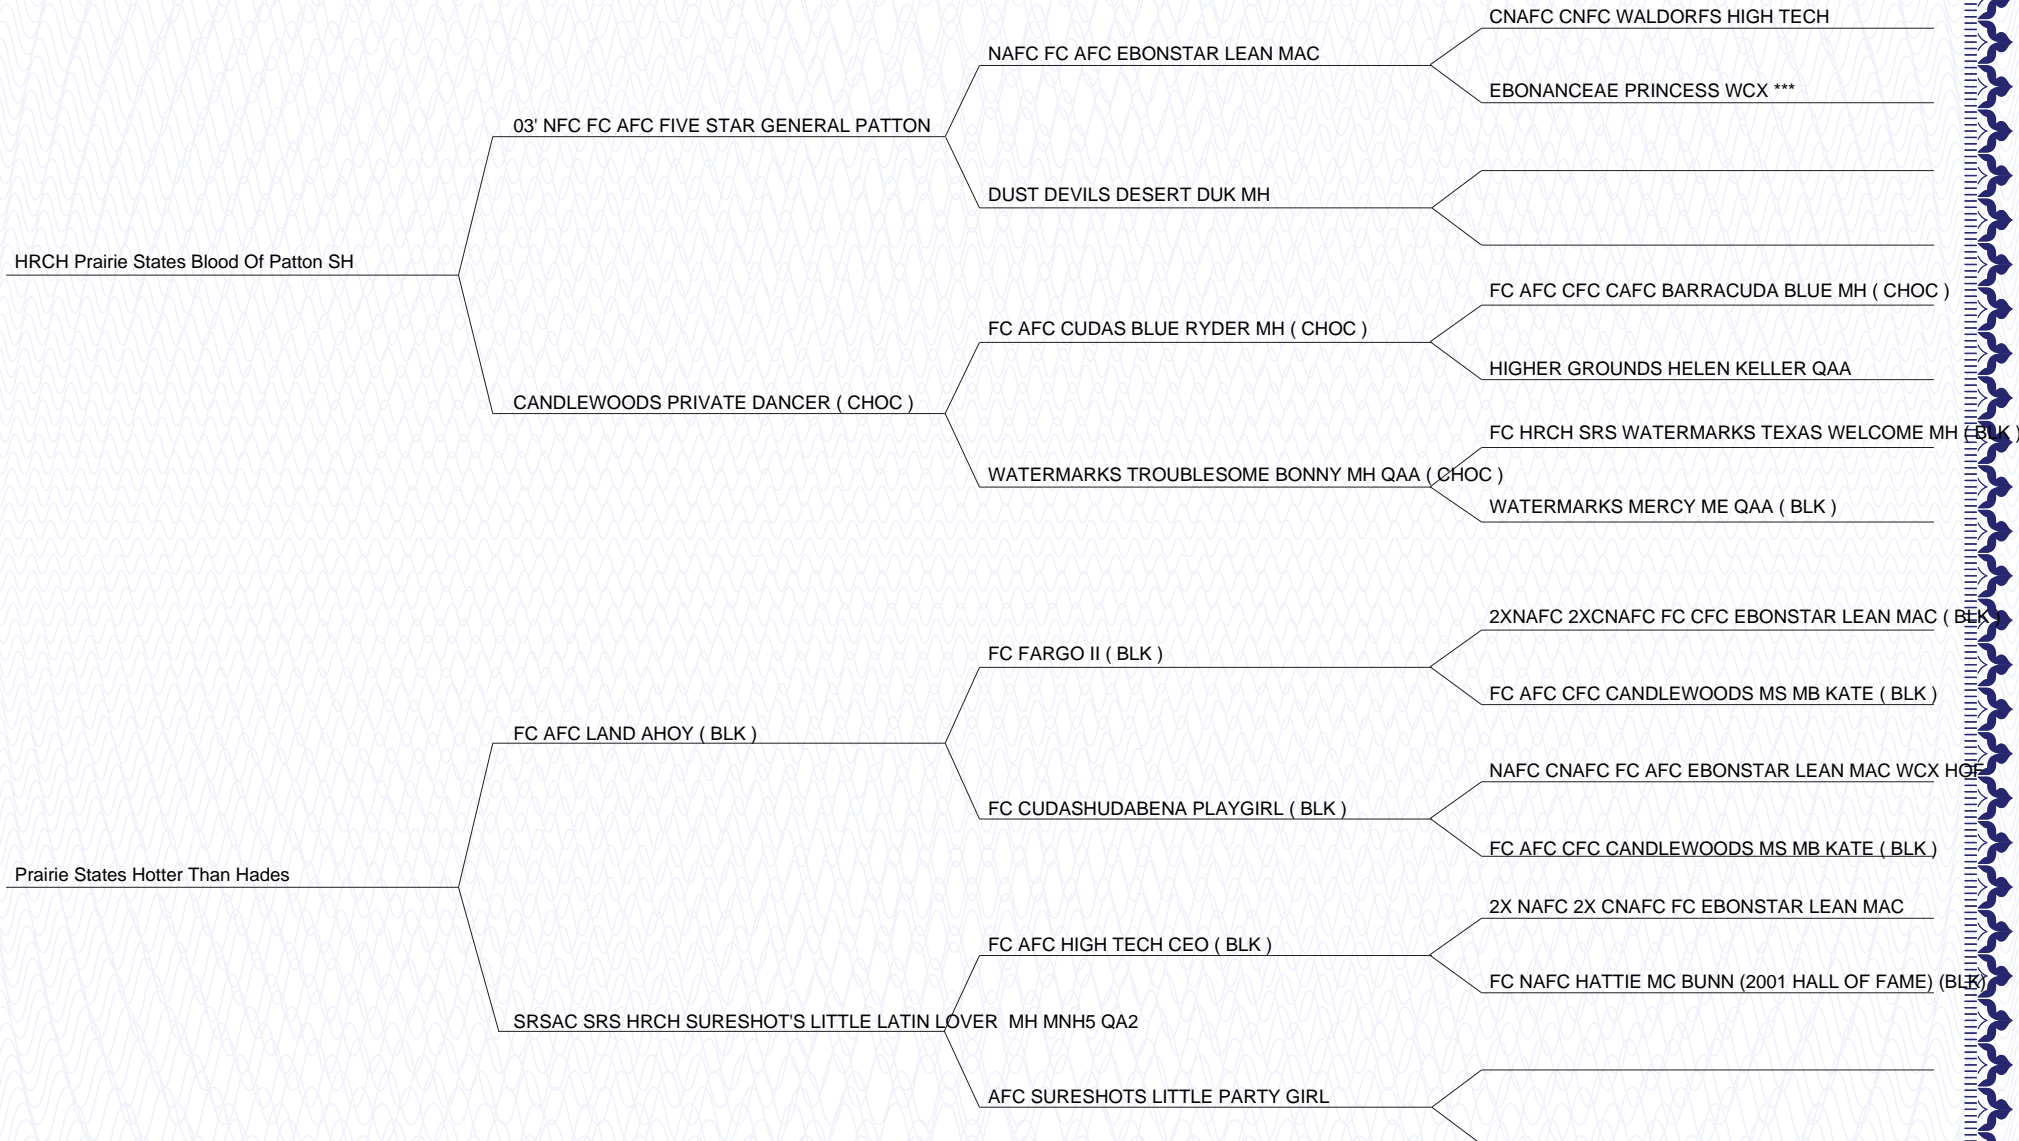 CNAFC CNFC WALDORFS HIGH TECH
NAFC FC AFC EBONSTAR LEAN MAC
EBONANCEAE PRINCESS WCX ***
03' NFC FC AFC FIVE STAR GENERAL PATTON
DUST DEVILS DESERT DUK MH
HRCH Prairie States Blood Of Patton SH
FC AFC CFC CAFC BARRACUDA BLUE MH ( CHOC )
FC AFC CUDAS BLUE RYDER MH ( CHOC )
HIGHER GROUNDS HELEN KELLER QAA
CANDLEWOODS PRIVATE DANCER ( CHOC )
FC HRCH SRS WATERMARKS TEXAS WELCOME MH ( BLK )
WATERMARKS TROUBLESOME BONNY MH QAA ( CHOC )
WATERMARKS MERCY ME QAA ( BLK )
2XNAFC 2XCNAFC FC CFC EBONSTAR LEAN MAC ( BLK )
FC FARGO II ( BLK )
FC AFC CFC CANDLEWOODS MS MB KATE ( BLK )
FC AFC LAND AHOY ( BLK )
NAFC CNAFC FC AFC EBONSTAR LEAN MAC WCX HOF
FC CUDASHUDABENA PLAYGIRL ( BLK )
FC AFC CFC CANDLEWOODS MS MB KATE ( BLK )
Prairie States Hotter Than Hades
2X NAFC 2X CNAFC FC EBONSTAR LEAN MAC
FC AFC HIGH TECH CEO ( BLK )
FC NAFC HATTIE MC BUNN (2001 HALL OF FAME) (BLK)
SRSAC SRS HRCH SURESHOT'S LITTLE LATIN LOVER  MH MNH5 QA2
AFC SURESHOTS LITTLE PARTY GIRL